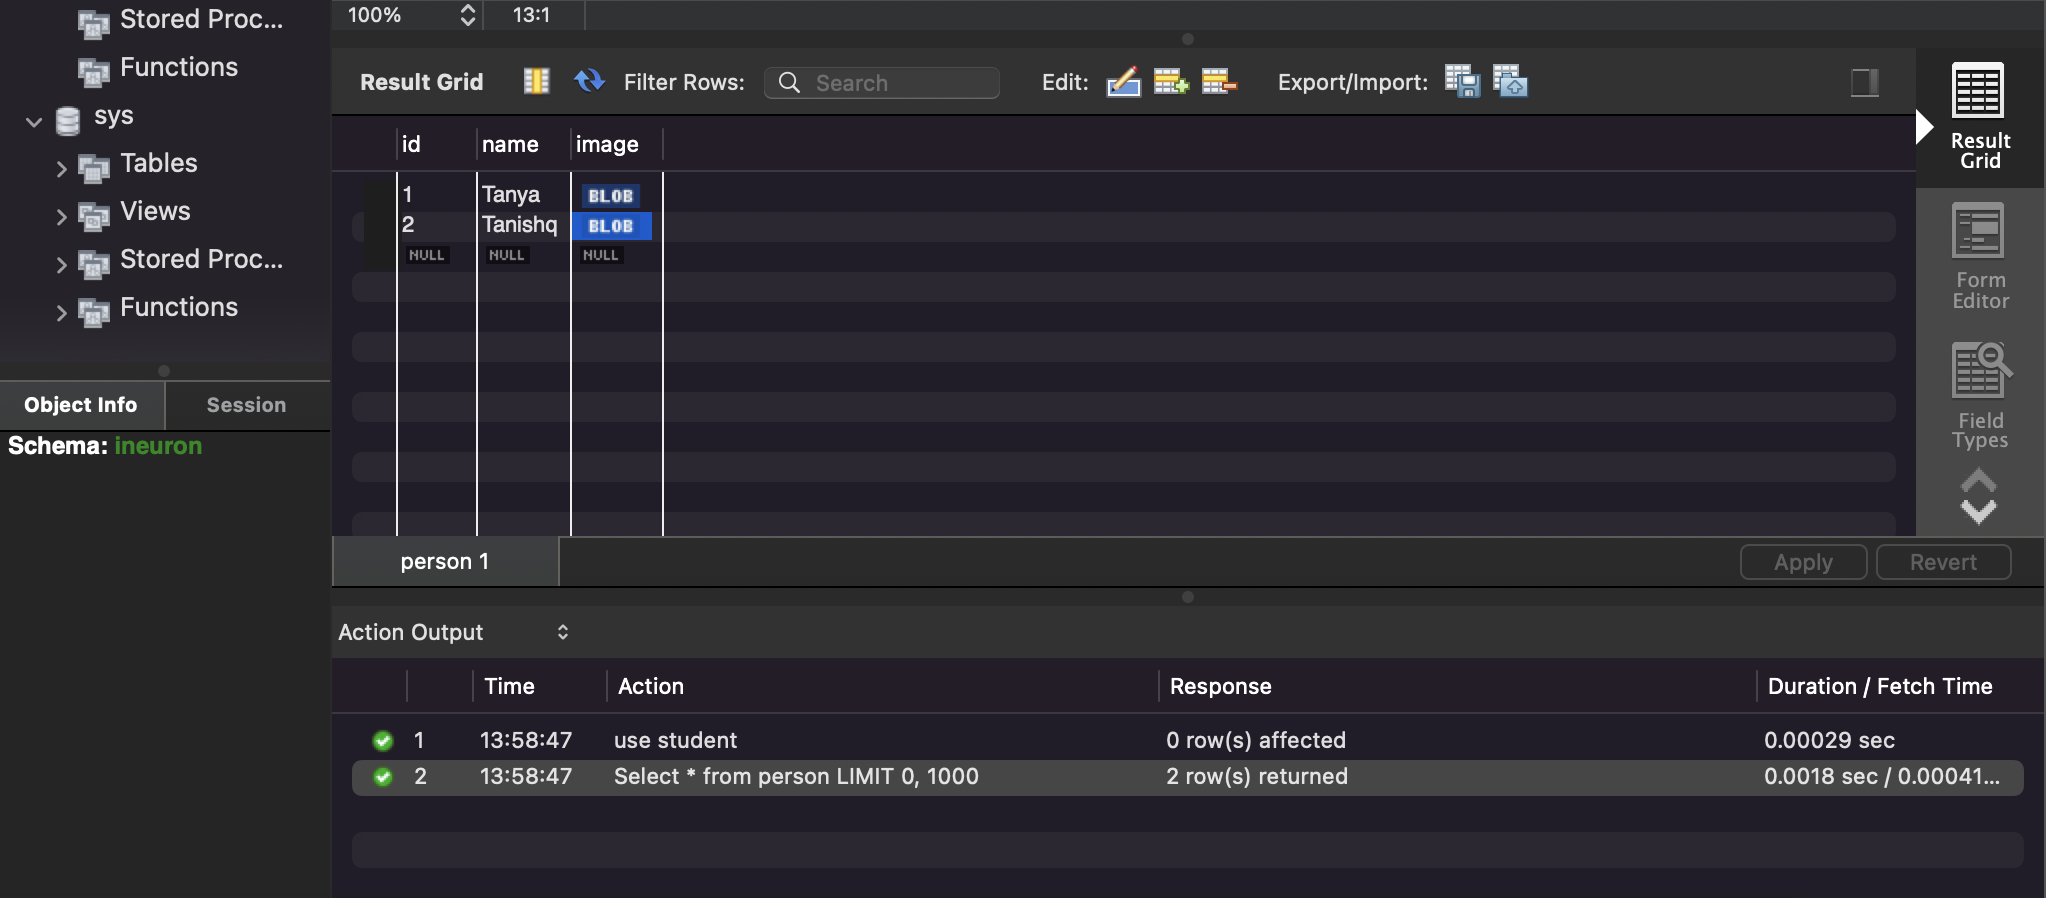 Stored Proc...
Functions
sys
Tables
Views
Stored Proc...
Functions
Object Info Session
Schema: ineuron
100% 13:1
Result Grid Filter Rows: Search Edit: Export/Import:
id name image
1 Tanya BLOB
2 Tanishq BLOB
NULL NULL NULL
Result
Grid
Form
Editor
Field
Types
person 1 Apply Revert
Action Output
Time Action Response Duration / Fetch Time
1 13:58:47 use student 0 row(s) affected 0.00029 sec
2 13:58:47 Select * from person LIMIT 0, 1000 2 row(s) returned 0.0018 sec / 0.00041...